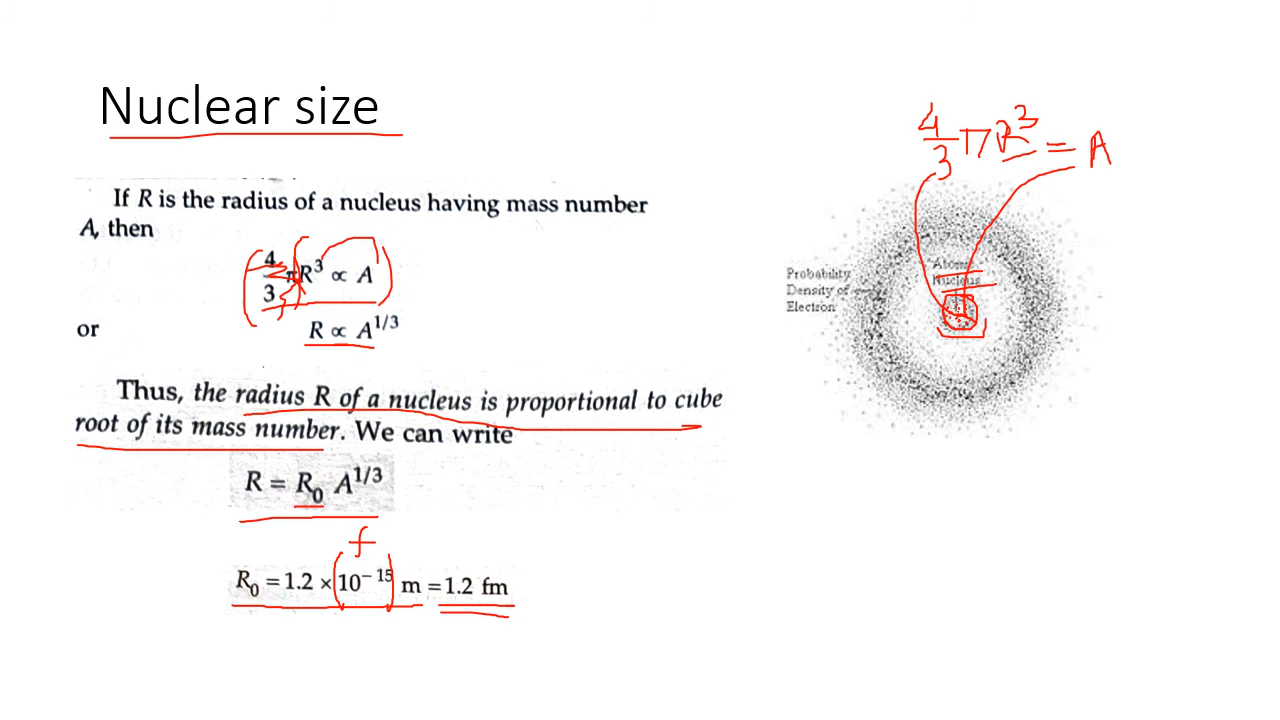 Nuclear size
If R is the radius of a nucleus having mass number
A, then
4/3 πR³ ∝ A
or
R ∝ A^1/3
Thus, the radius R of a nucleus is proportional to cube
root of its mass number. We can write
R = R₀ A^1/3
f
R₀ = 1.2 × 10⁻¹⁵ m = 1.2 fm
4/3 πR³ = A
Probability
Density of
Electron
Atomic
Nucleus